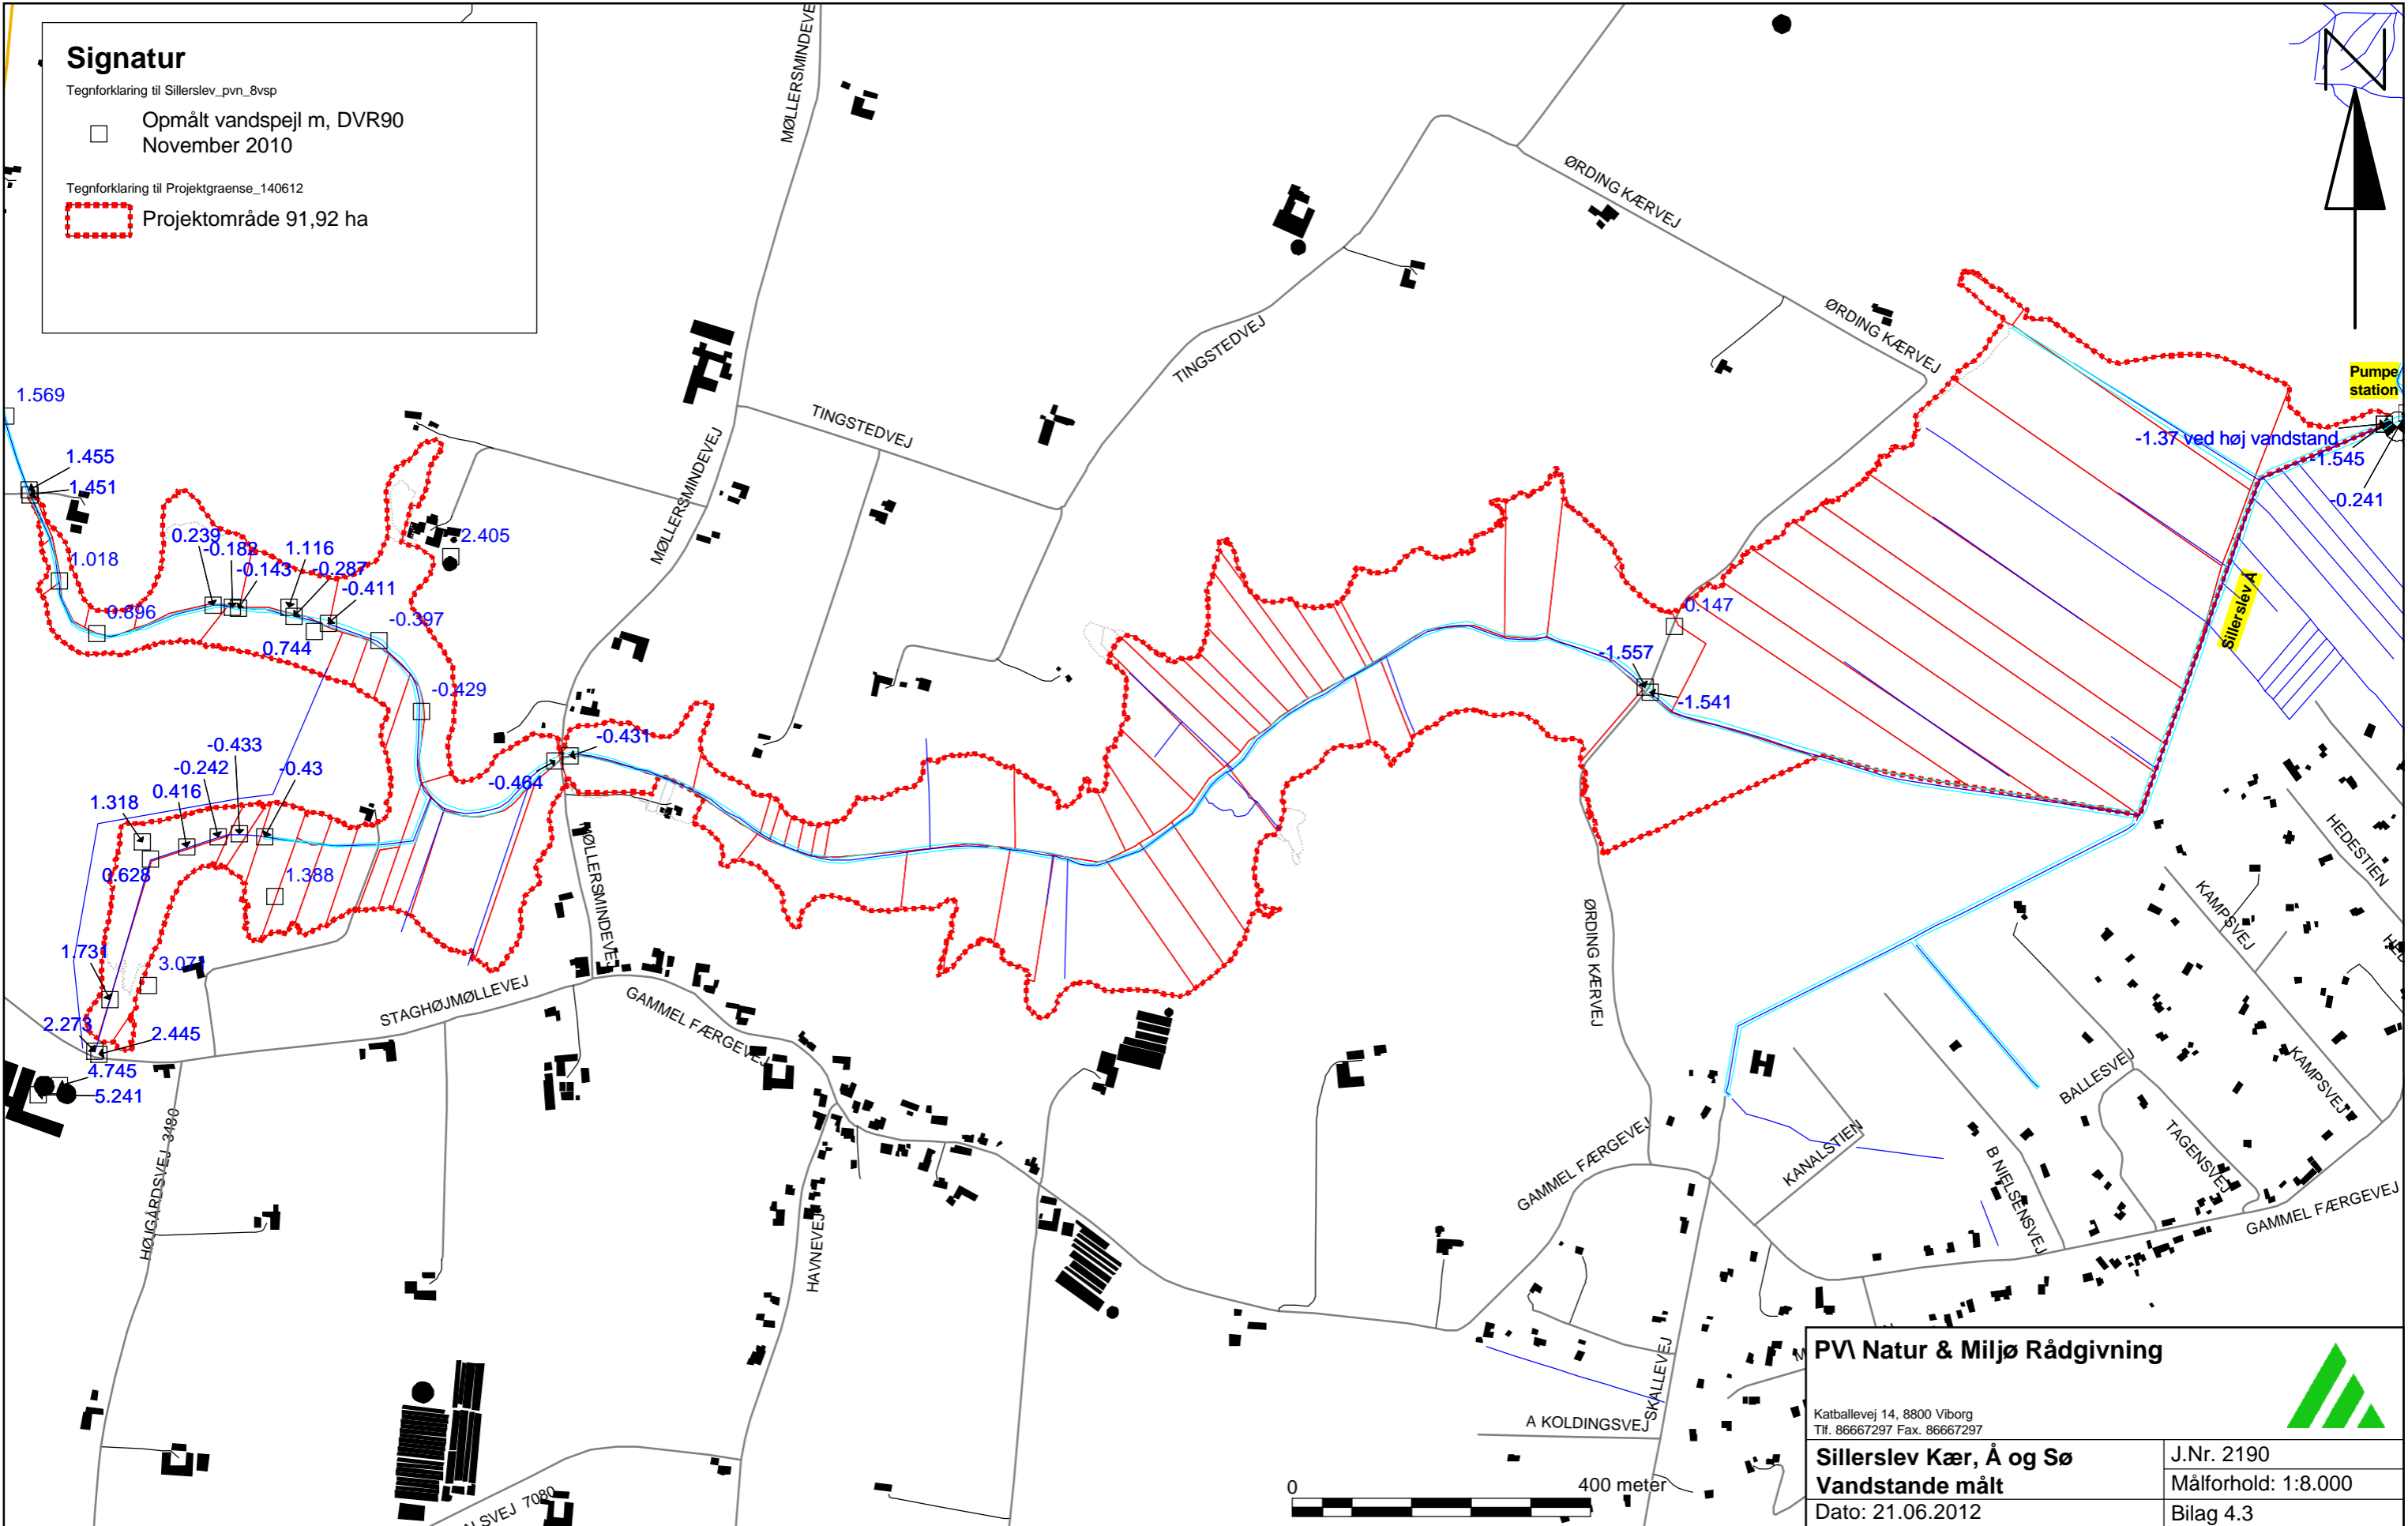 Signatur
Tegnforklaring til Sillerslev_pvn_8vsp
Opmålt vandspejl m, DVR90
November 2010
Tegnforklaring til Projektgraense_140612
Projektområde 91,92 ha
MØLLERSMINDEVE
ØRDING KÆRVEJ
ØRDING KÆRVEJ
TINGSTEDVEJ
TINGSTEDVEJ
MØLLERSMINDEVEJ
Pumpe
station
-1.37 ved høj vandstand
-1.545
-0.241
Sillerslev Å
1.569
1.455
1.451
1.018
0.896
0.239
-0.182
-0.143
1.116
-0.287
-0.411
0.744
-0.397
2.405
-0.429
-0.431
-0.464
0.147
-1.557
-1.541
-0.433
-0.242
-0.43
0.416
1.318
0.628
1.388
1.731
3.071
2.273
2.445
4.745
5.241
MØLLERSMINDEVEJ
STAGHØJMØLLEVEJ
GAMMEL FÆRGEVEJ
ØRDING KÆRVEJ
HEDESTIEN
KAMPSVEJ
HED
KAMPSVEJ
BALLESVEJ
TAGENSVEJ
KANALSTIEN
B NIELSENSVEJ
GAMMEL FÆRGEVEJ
GAMMEL FÆRGEVEJ
HØJGÅRDSVEJ 3480
HAVNEVEJ
SKALLEVEJ
A KOLDINGSVEJ
SVEJ 7080
M
0
400 meter
PV\ Natur & Miljø Rådgivning
Katballevej 14, 8800 Viborg
Tlf. 86667297 Fax. 86667297
Sillerslev Kær, Å og Sø
Vandstande målt
J.Nr. 2190
Målforhold: 1:8.000
Dato: 21.06.2012
Bilag 4.3
N